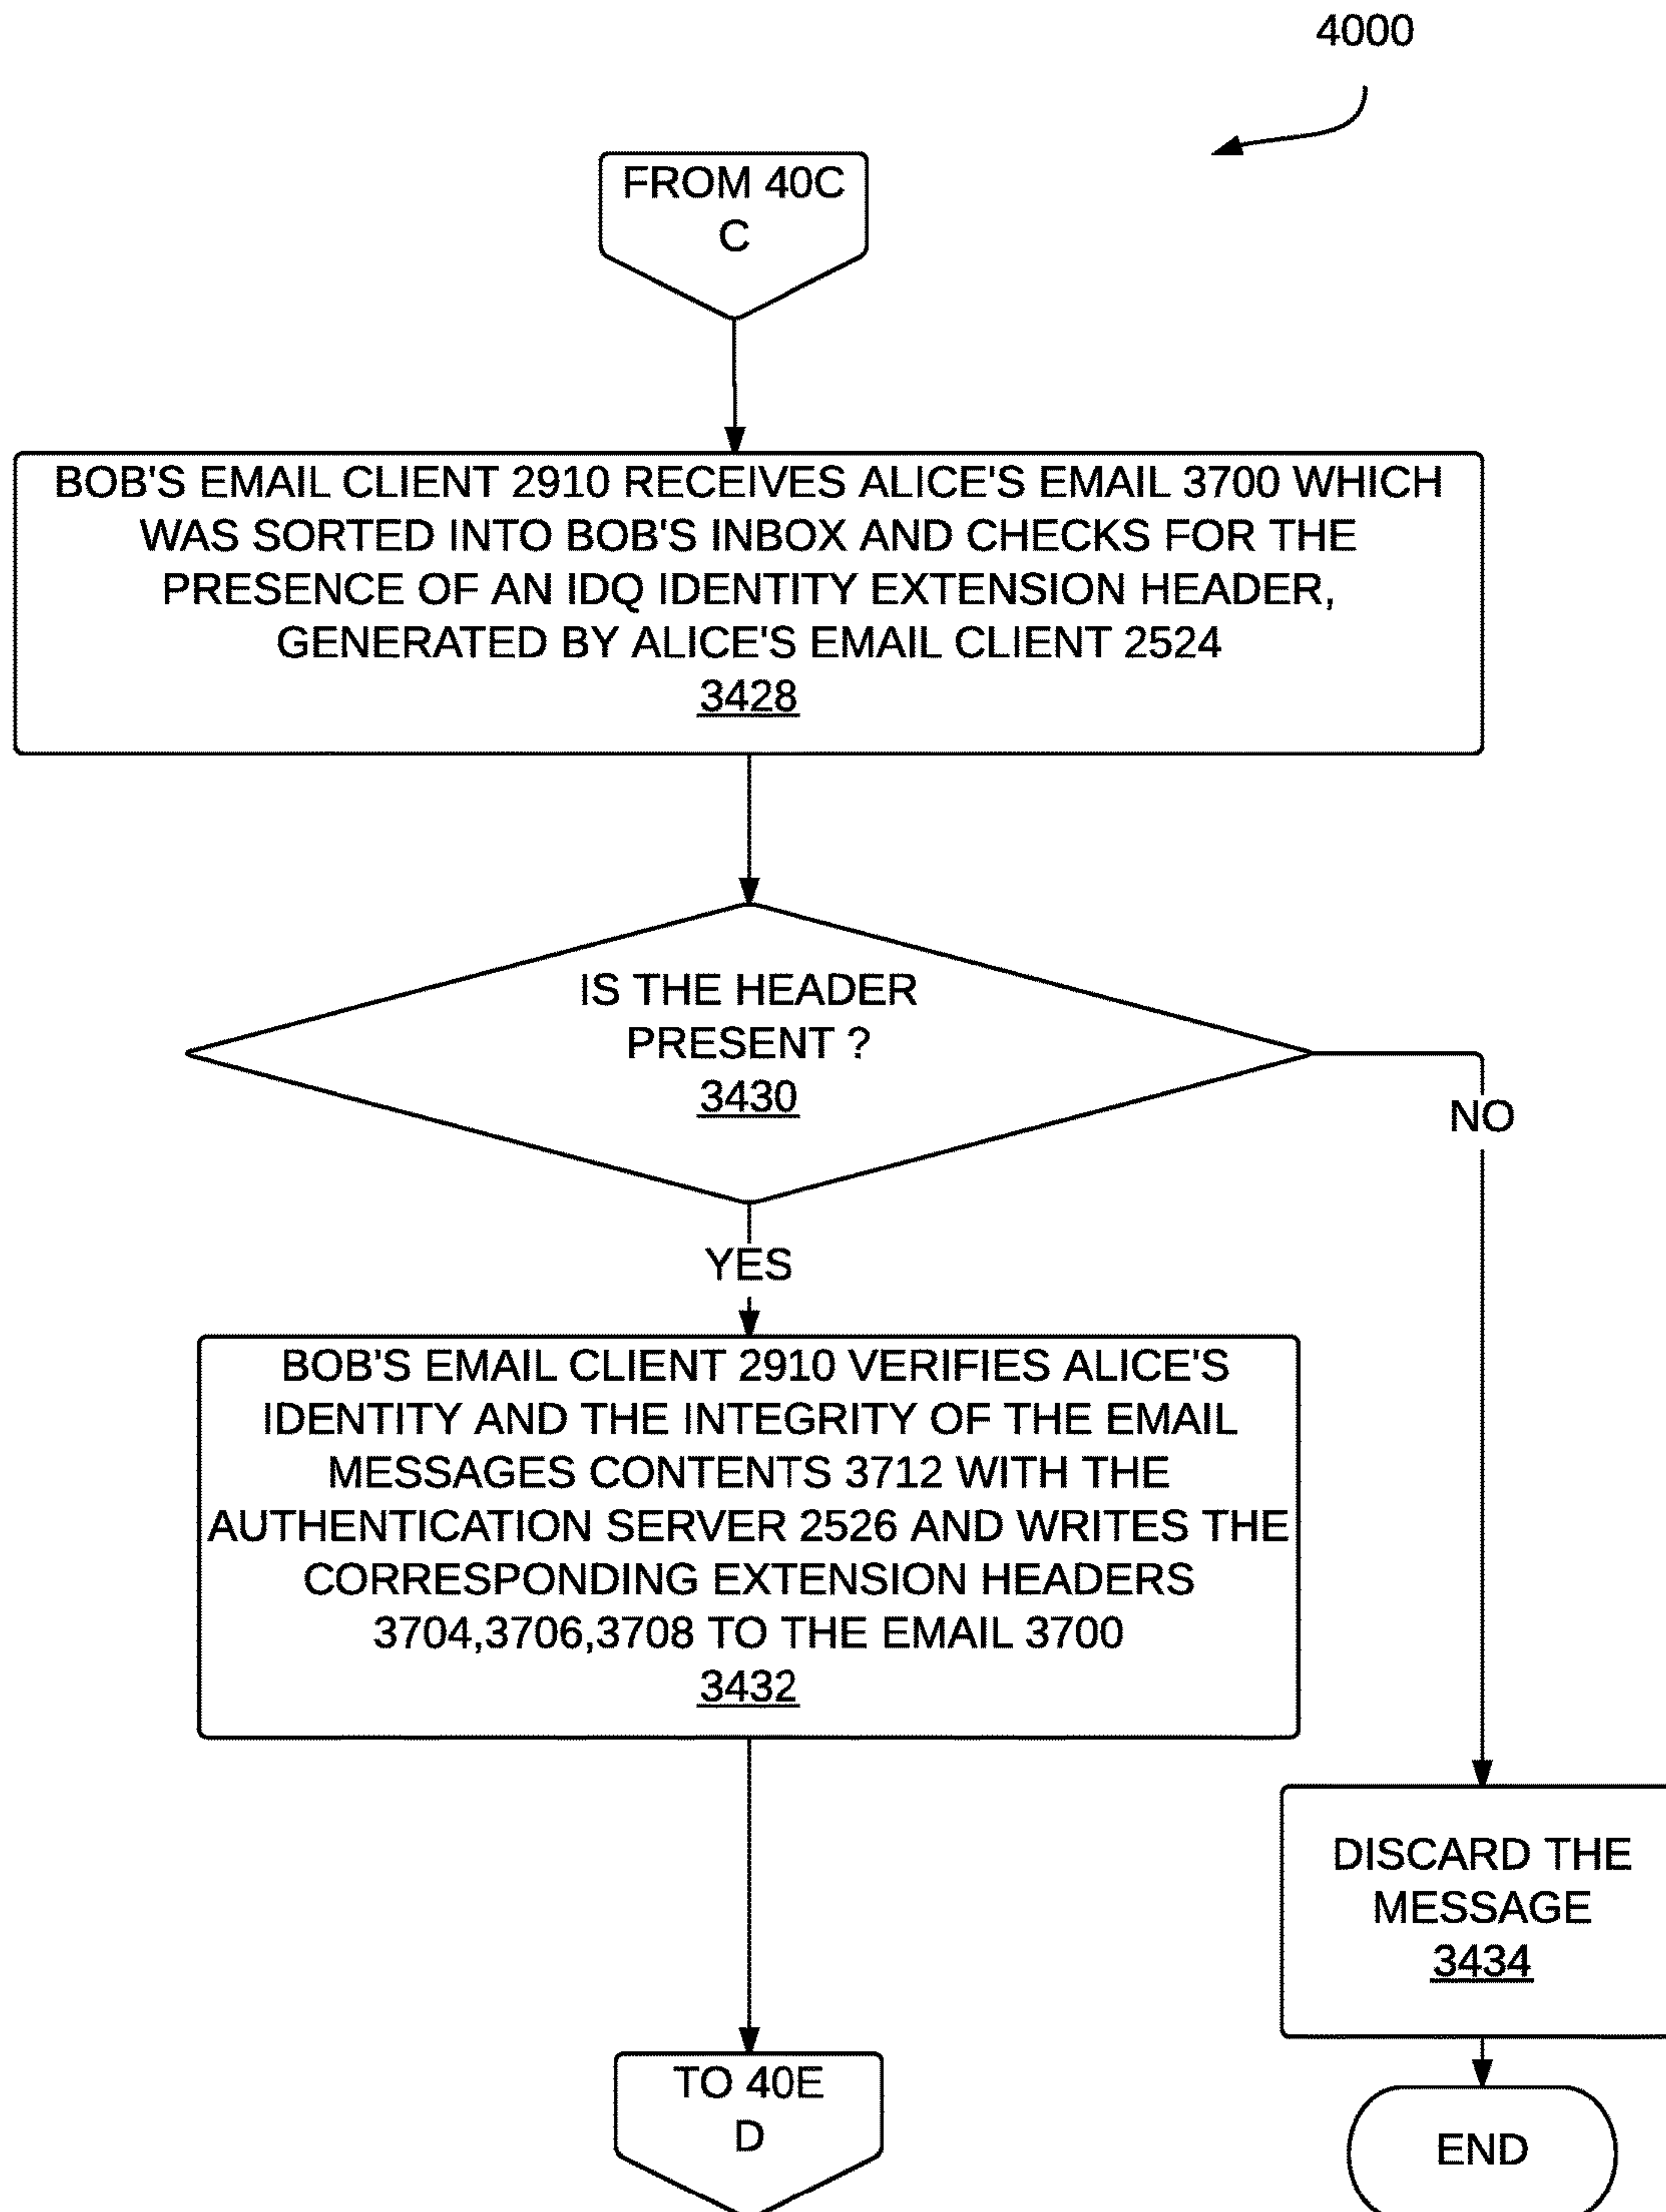 4000
FROM 40C
C
BOB'S EMAIL CLIENT 2910 RECEIVES ALICE'S EMAIL 3700 WHICH
WAS SORTED INTO BOB'S INBOX AND CHECKS FOR THE
PRESENCE OF AN IDQ IDENTITY EXTENSION HEADER,
GENERATED BY ALICE'S EMAIL CLIENT 2524
3428
IS THE HEADER
PRESENT ?
3430
NO
YES
BOB'S EMAIL CLIENT 2910 VERIFIES ALICE'S
IDENTITY AND THE INTEGRITY OF THE EMAIL
MESSAGES CONTENTS 3712 WITH THE
AUTHENTICATION SERVER 2526 AND WRITES THE
CORRESPONDING EXTENSION HEADERS
3704,3706,3708 TO THE EMAIL 3700
3432
DISCARD THE
MESSAGE
3434
TO 40E
D
END